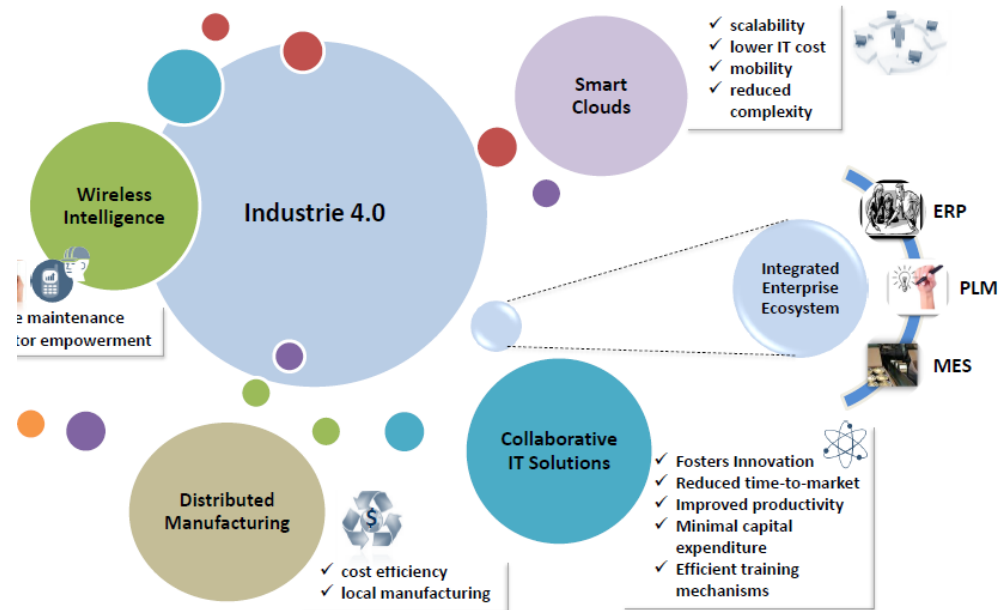 scalability
lower IT cost
mobility
reduced
complexity
Smart
Clouds
Wireless
Intelligence
Industrie 4.0
ERP
Integrated
Enterprise
Ecosystem
PLM
e maintenance
tor empowerment
MES
Collaborative
IT Solutions
Fosters Innovation
Reduced time-to-market
Improved productivity
Minimal capital
expenditure
Efficient training
mechanisms
Distributed
Manufacturing
$
cost efficiency
local manufacturing